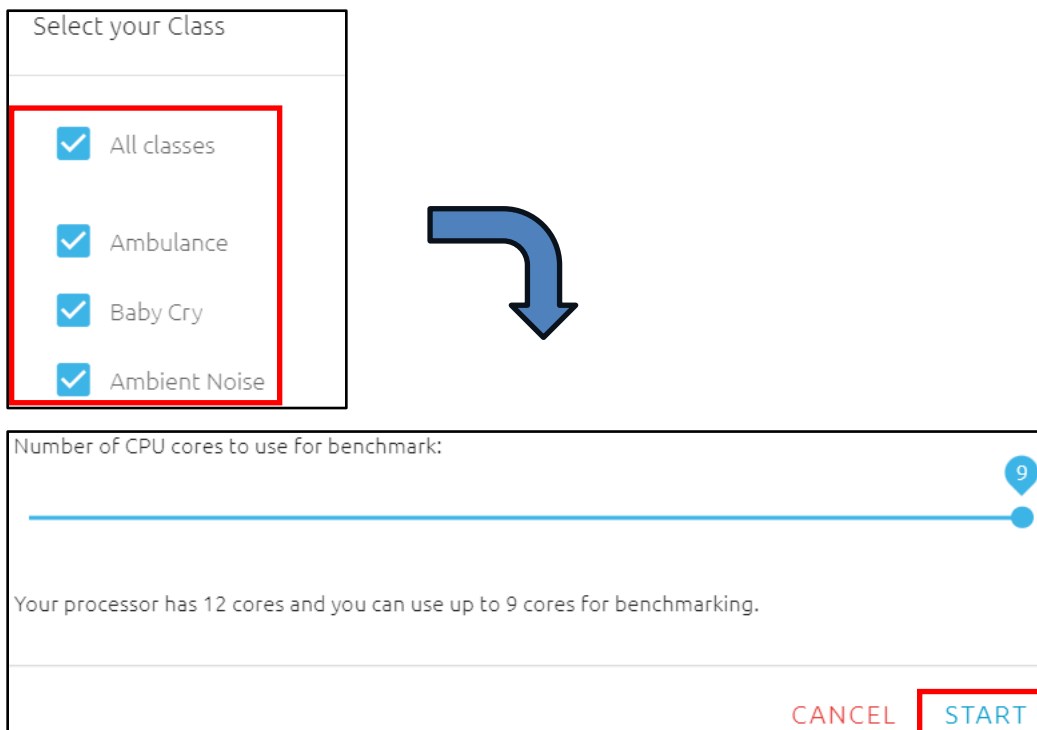 Select your Class
All classes
Ambulance
Baby Cry
Ambient Noise
Number of CPU cores to use for benchmark:
9
Your processor has 12 cores and you can use up to 9 cores for benchmarking.
CANCEL START